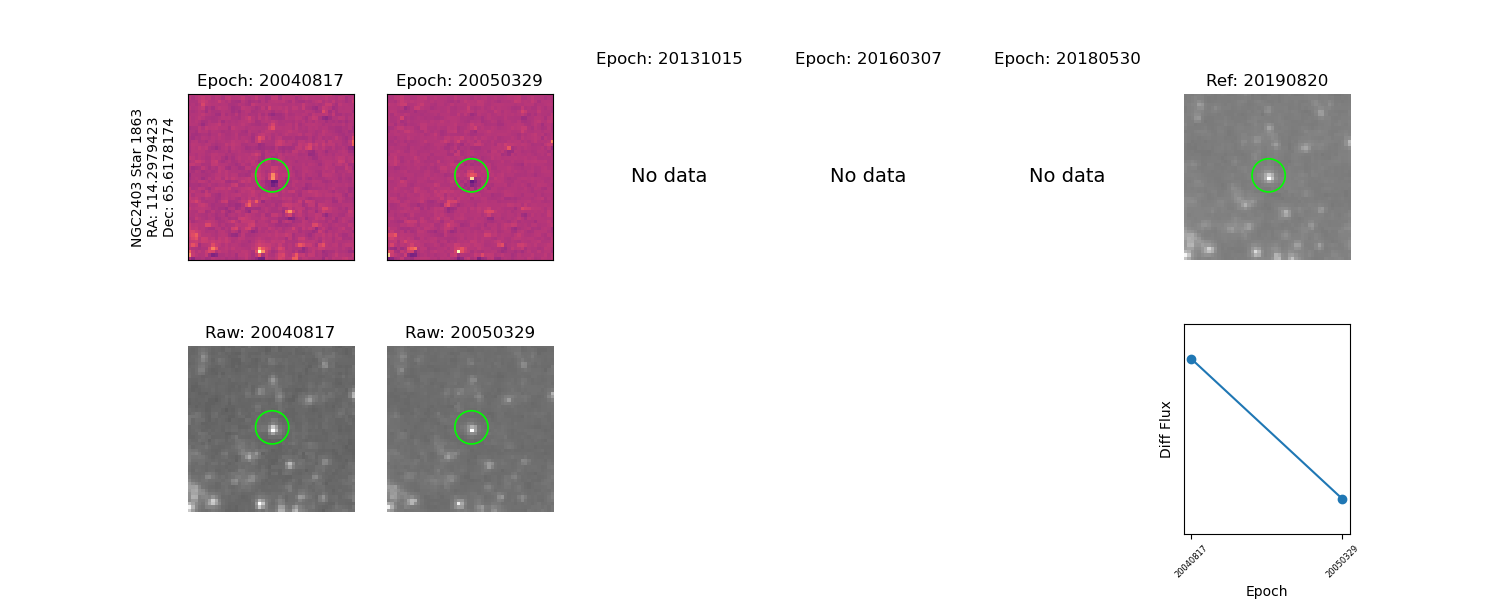 Epoch: 20040817
Epoch: 20050329
Epoch: 20131015
Epoch: 20160307
Epoch: 20180530
Ref: 20190820
NGC2403 Star 1863
RA: 114.2979423
Dec: 65.6178174
No data
No data
No data
Raw: 20040817
Raw: 20050329
Diff Flux
20040817
20050329
Epoch